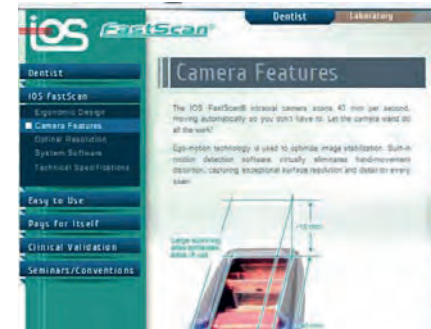 iOS FastScan®
Dentist Laboratory
Dentist
IOS FastScan
Ergonomic Design
Camera Features
Optical Resolution
System Software
Technical Specifications
Easy to Use
Pays for Itself
Clinical Validation
Seminars/Conventions
Camera Features
The IOS FastScan® intraoral camera scans 40 mm per second,
moving automatically so you don't have to. Let the camera wand do
all the work!
Ego-motion technology is used to optimize image stabilization. Built-in
motion detection software virtually eliminates hand-movement
distortion, capturing exceptional surface resolution and detail on every
scan.
Large scanning